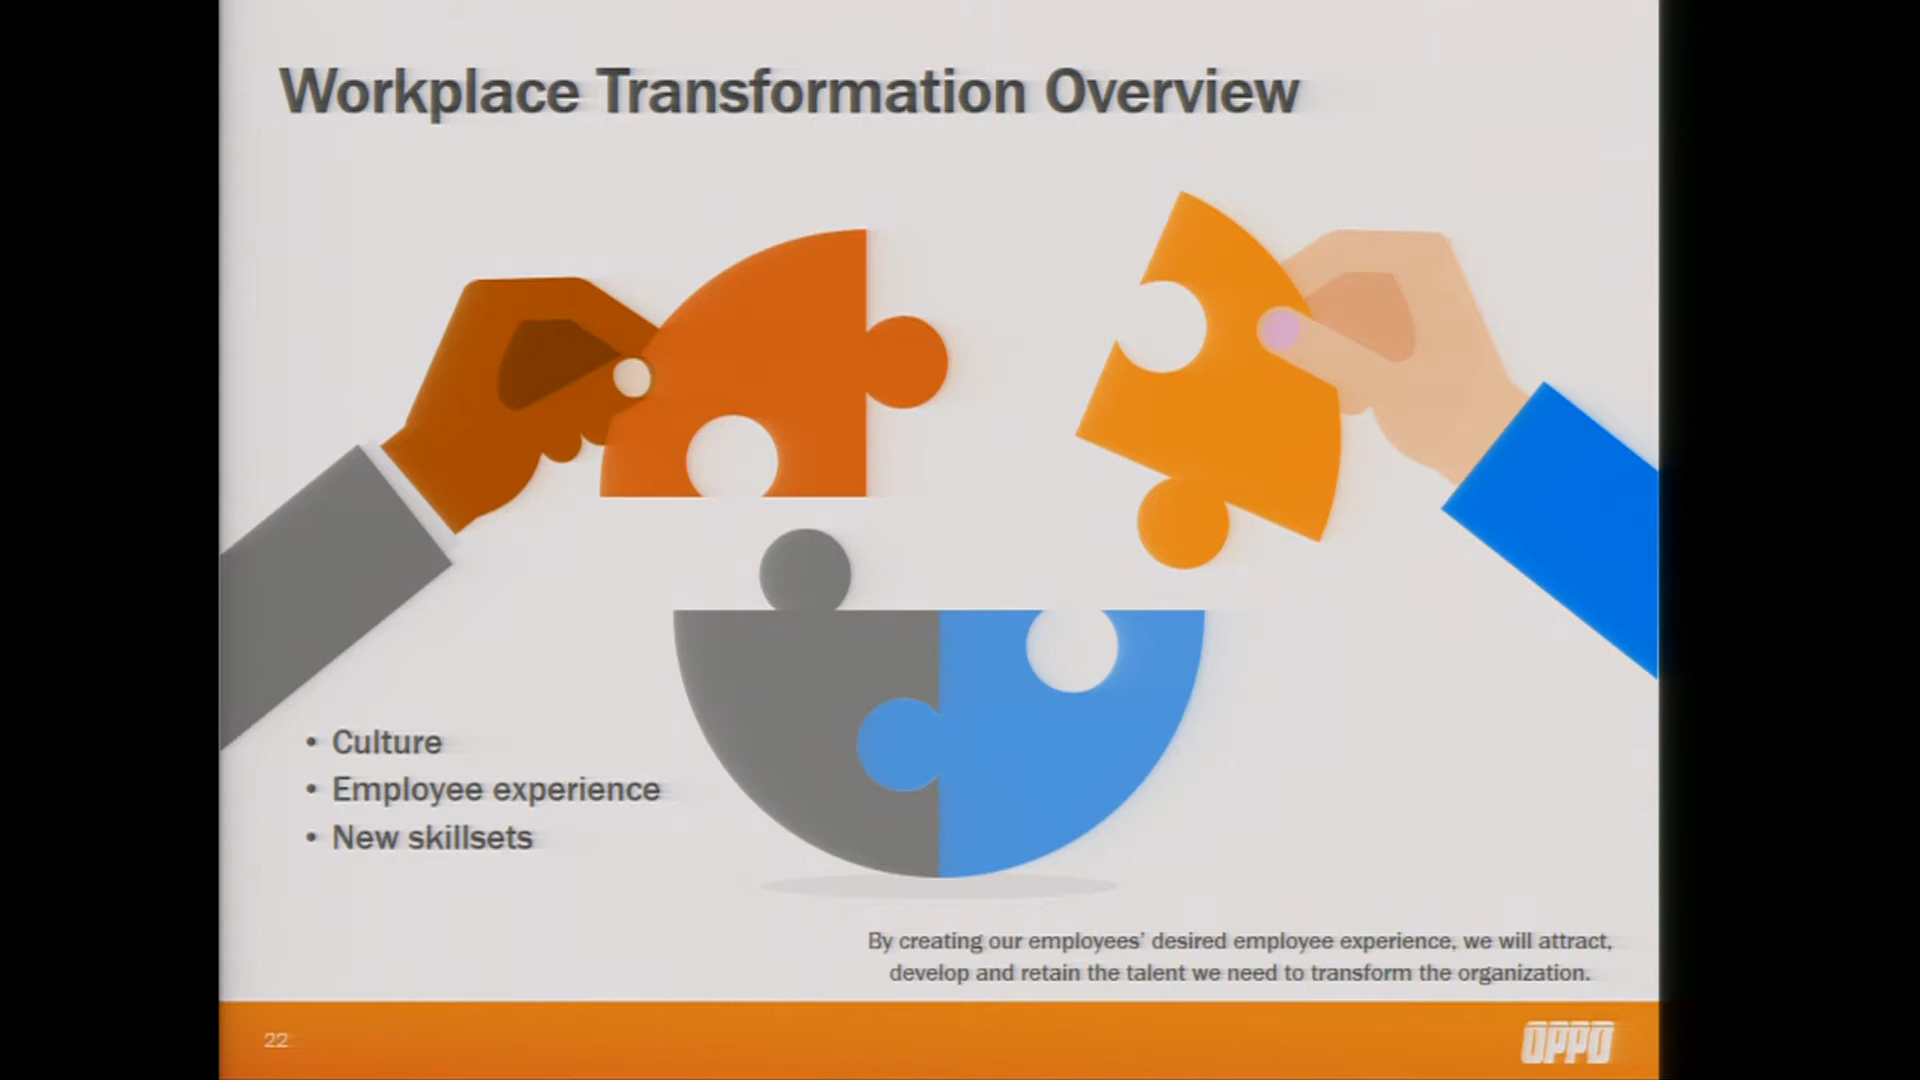 Workplace Transformation Overview
• Culture
• Employee experience
• New skillsets
By creating our employees’ desired employee experience, we will attract,
develop and retain the talent we need to transform the organization.
22
OPPD